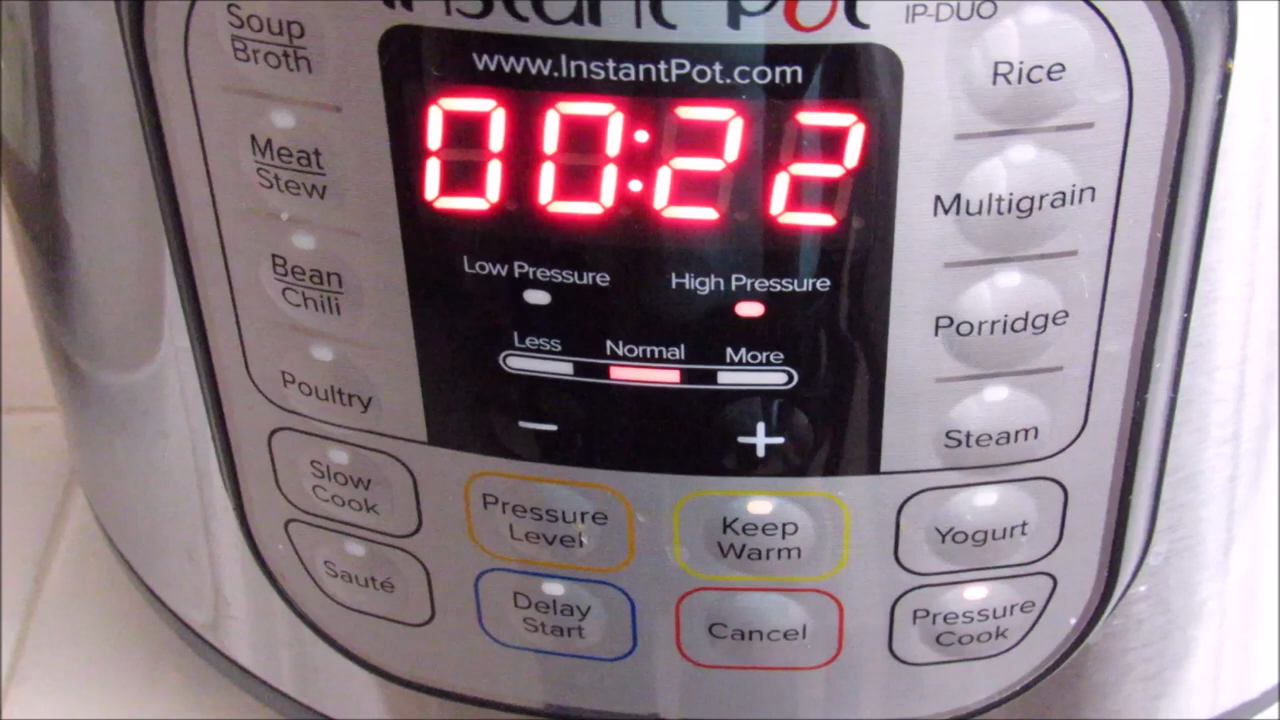 Instant Pot
IP-DUO
www.InstantPot.com
00:22
Low Pressure
High Pressure
Less
Normal
More
−
+
Soup
Broth
Meat
Stew
Bean
Chili
Poultry
Slow
Cook
Sauté
Rice
Multigrain
Porridge
Steam
Pressure
Level
Keep
Warm
Yogurt
Delay
Start
Cancel
Pressure
Cook